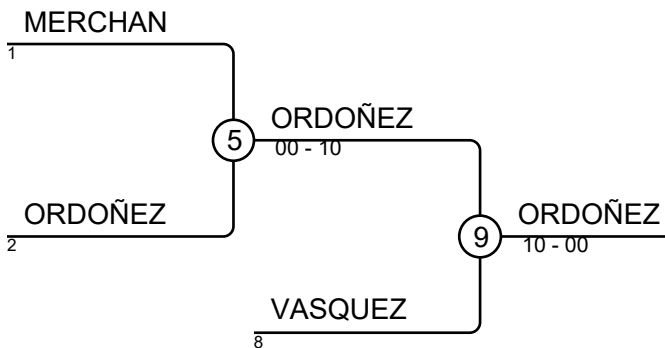 MERCHAN
1
5
ORDOÑEZ
00 - 10
ORDOÑEZ
2
9
ORDOÑEZ
10 - 00
VASQUEZ
8